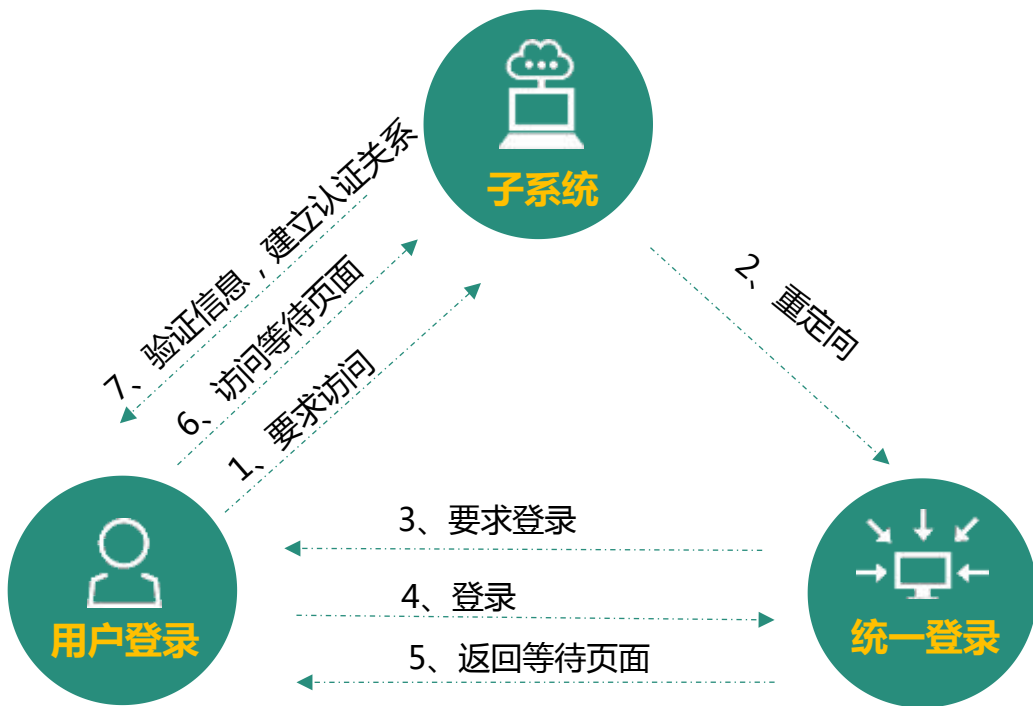 子系统
7、验证信息，建立认证关系
6、访问等待页面
1、要求访问
2、重定向
3、要求登录
4、登录
5、返回等待页面
用户登录
统一登录